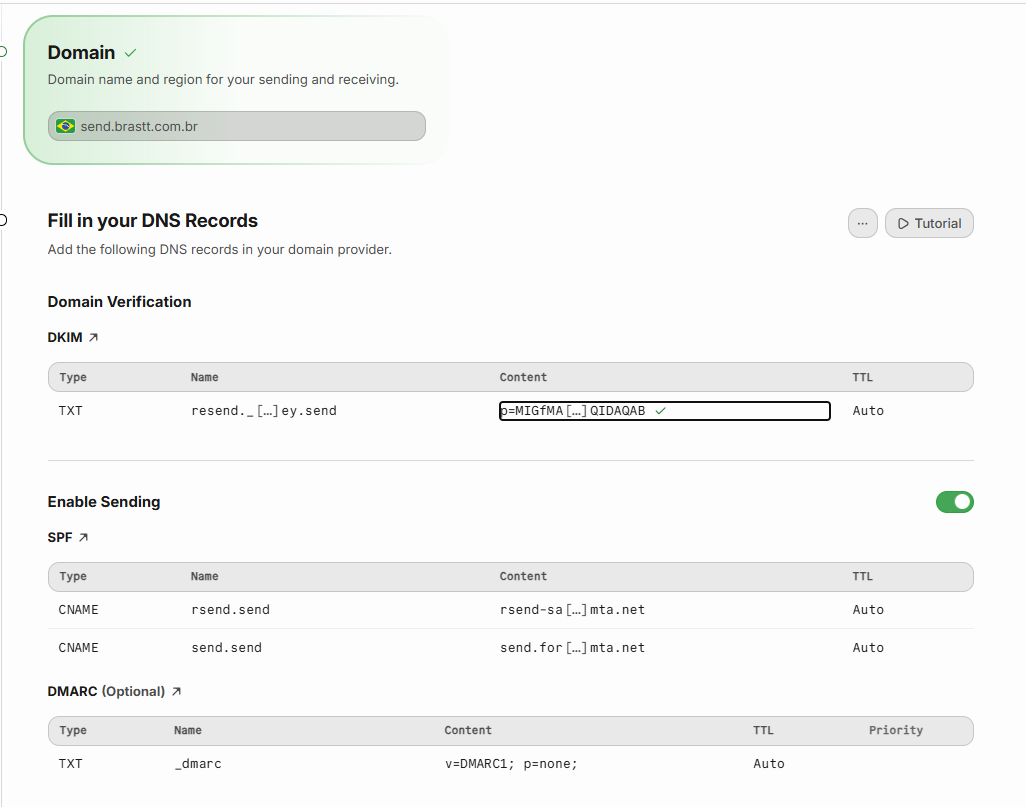 Domain ✓
Domain name and region for your sending and receiving.
send.brastt.com.br
Fill in your DNS Records
... Tutorial
Add the following DNS records in your domain provider.
Domain Verification
DKIM ↗
Type Name Content TTL
TXT resend._[...]ey.send p=MIGfMA[...]QIDAQAB ✓ Auto
Enable Sending
SPF ↗
Type Name Content TTL
CNAME rsend.send rsend-sa[...]mta.net Auto
CNAME send.send send.for[...]mta.net Auto
DMARC (Optional) ↗
Type Name Content TTL Priority
TXT _dmarc v=DMARC1; p=none; Auto